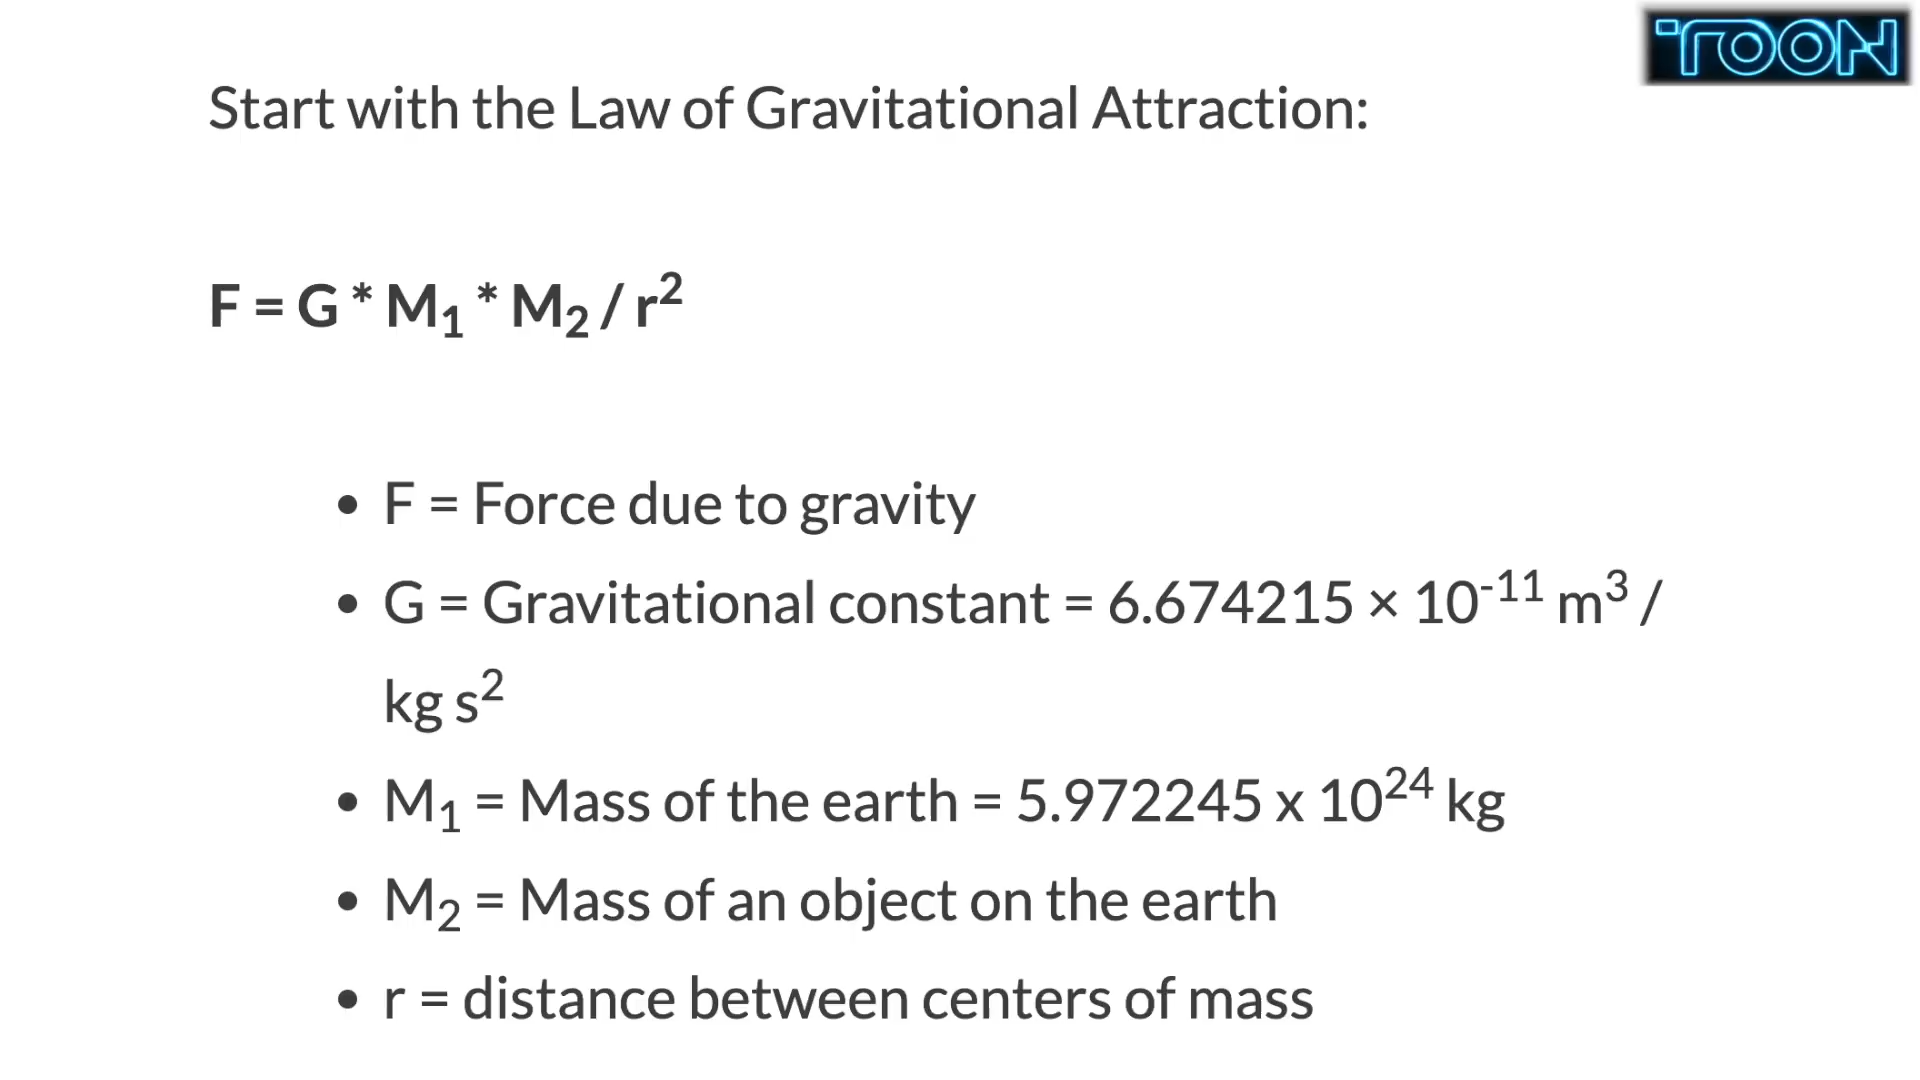 TOON
Start with the Law of Gravitational Attraction:
F = G * M₁ * M₂ / r²
• F = Force due to gravity
• G = Gravitational constant = 6.674215 × 10⁻¹¹ m³ /
kg s²
• M₁ = Mass of the earth = 5.972245 x 10²⁴ kg
• M₂ = Mass of an object on the earth
• r = distance between centers of mass